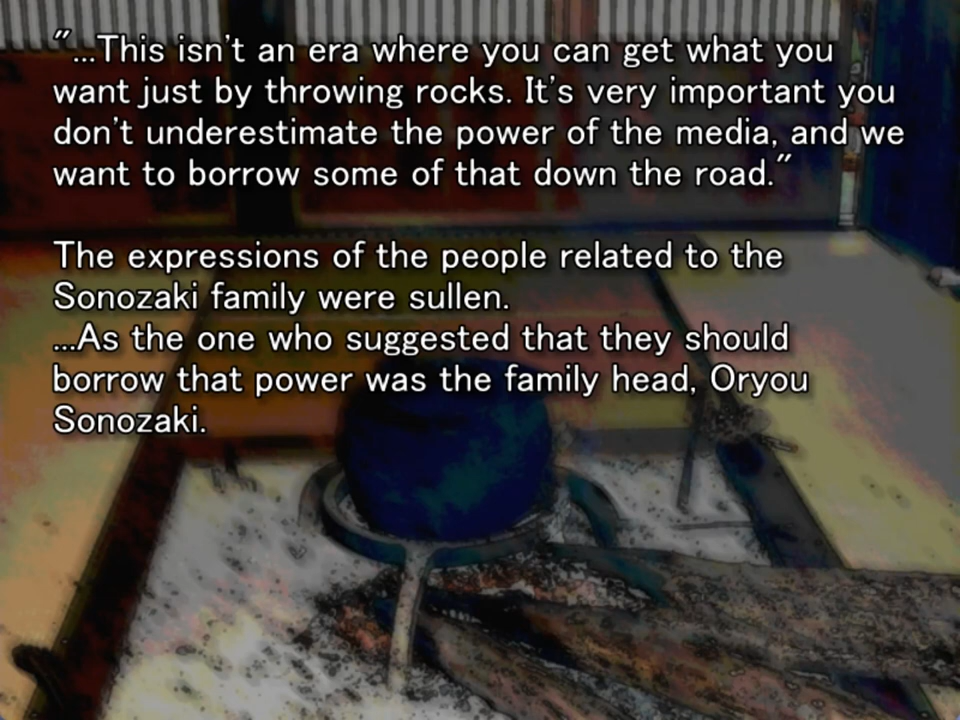 "...This isn't an era where you can get what you
want just by throwing rocks. It's very important you
don't underestimate the power of the media, and we
want to borrow some of that down the road."
The expressions of the people related to the
Sonozaki family were sullen.
...As the one who suggested that they should
borrow that power was the family head, Oryou
Sonozaki.